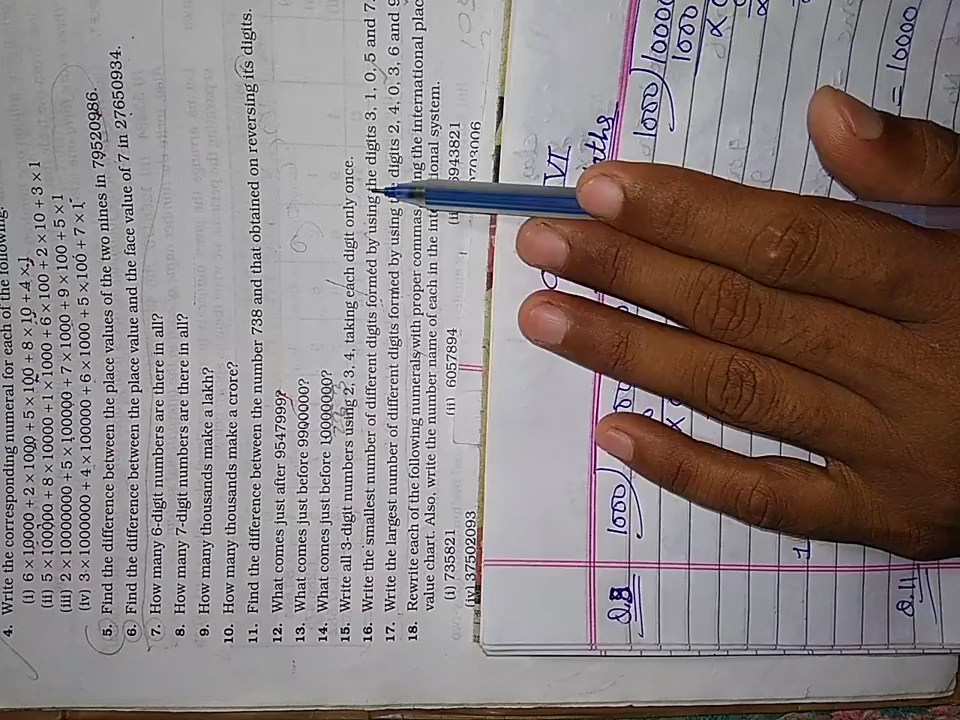 4. Write the corresponding numeral for each of the following:
(i) 6 × 10000 + 2 × 1000 + 5 × 100 + 8 × 10 + 4 × 1
(ii) 5 × 100000 + 8 × 10000 + 1 × 1000 + 6 × 100 + 2 × 10 + 3 × 1
(iii) 2 × 10000000 + 5 × 100000 + 7 × 1000 + 9 × 100 + 5 × 1
(iv) 3 × 1000000 + 4 × 100000 + 6 × 1000 + 5 × 100 + 7 × 1
5. Find the difference between the place values of the two nines in 79520986.
6. Find the difference between the place value and the face value of 7 in 27650934.
7. How many 6-digit numbers are there in all?
8. How many 7-digit numbers are there in all?
9. How many thousands make a lakh?
10. How many thousands make a crore?
11. Find the difference between the number 738 and that obtained on reversing its digits.
12. What comes just after 9547999?
13. What comes just before 9900000?
14. What comes just before 10000000?
15. Write all 3-digit numbers using 2, 3, 4, taking each digit only once.
16. Write the smallest number of different digits formed by using the digits 3, 1, 0, 5 and 7.
17. Write the largest number of different digits formed by using digits 2, 4, 0, 3, 6 and 9
18. Rewrite each of the following numerals with proper commas, the international
value chart. Also, write the number name of each in the system.
(i) 735821 (ii) 6057894 6943821
(iv) 37502093
VI
1000)10000
1000
Q.8 1000)
Q.11 = 10000